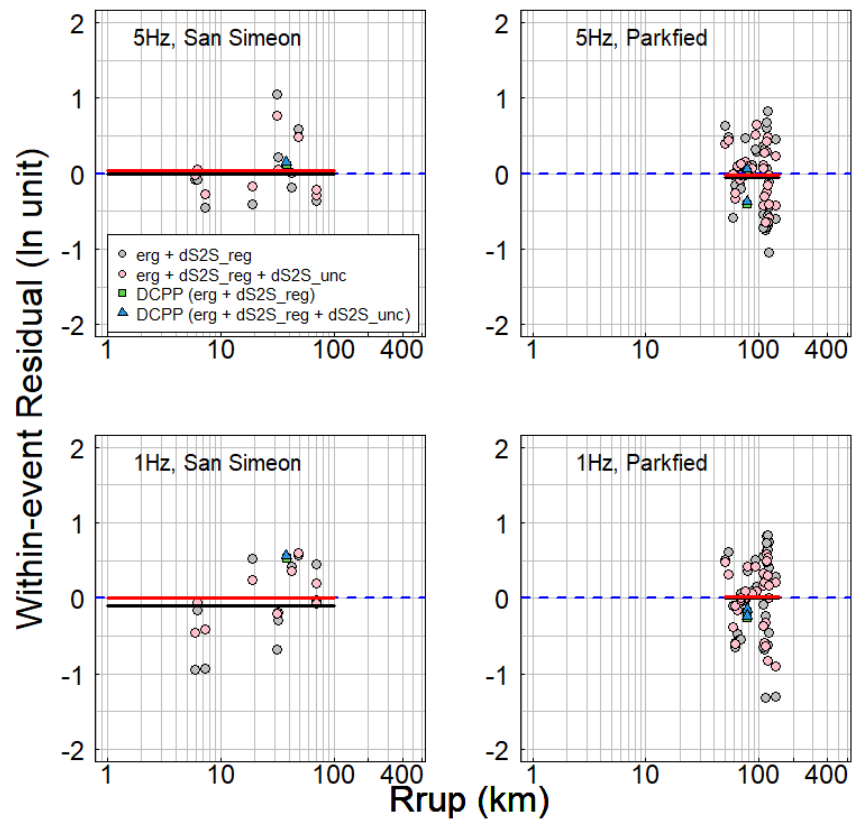 Within-event Residual (ln unit)
5Hz, San Simeon
2
1
0
-1
-2
erg + dS2S_reg
erg + dS2S_reg + dS2S_unc
DCPP (erg + dS2S_reg)
DCPP (erg + dS2S_reg + dS2S_unc)
1 10 100 400
5Hz, Parkfied
2
1
0
-1
-2
1 10 100 400
1Hz, San Simeon
2
1
0
-1
-2
1 10 100 400
1Hz, Parkfied
2
1
0
-1
-2
1 10 100 400
Rrup (km)